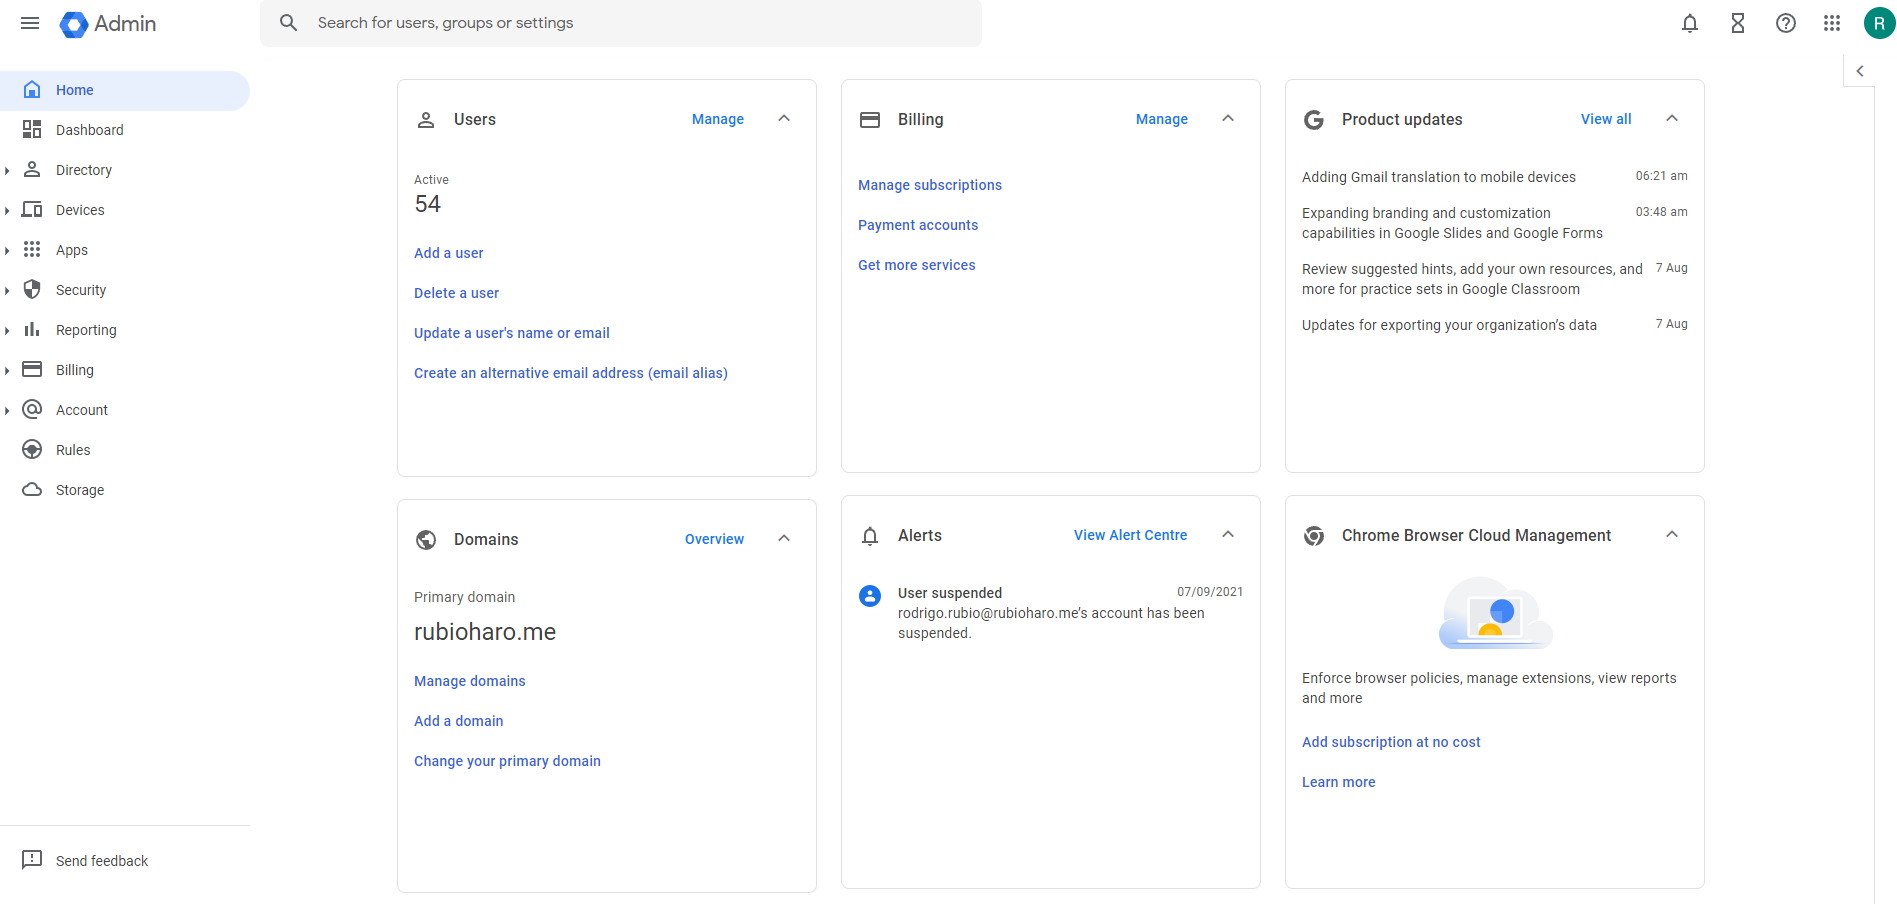 Admin
Search for users, groups or settings
R
Home
Dashboard
Directory
Devices
Apps
Security
Reporting
Billing
Account
Rules
Storage
Send feedback
Users
Manage
Active
54
Add a user
Delete a user
Update a user's name or email
Create an alternative email address (email alias)
Billing
Manage
Manage subscriptions
Payment accounts
Get more services
Product updates
View all
Adding Gmail translation to mobile devices 06:21 am
Expanding branding and customization 03:48 am
capabilities in Google Slides and Google Forms
Review suggested hints, add your own resources, and 7 Aug
more for practice sets in Google Classroom
Updates for exporting your organization’s data 7 Aug
Domains
Overview
Primary domain
rubioharo.me
Manage domains
Add a domain
Change your primary domain
Alerts
View Alert Centre
User suspended 07/09/2021
rodrigo.rubio@rubioharo.me’s account has been
suspended.
Chrome Browser Cloud Management
Enforce browser policies, manage extensions, view reports
and more
Add subscription at no cost
Learn more